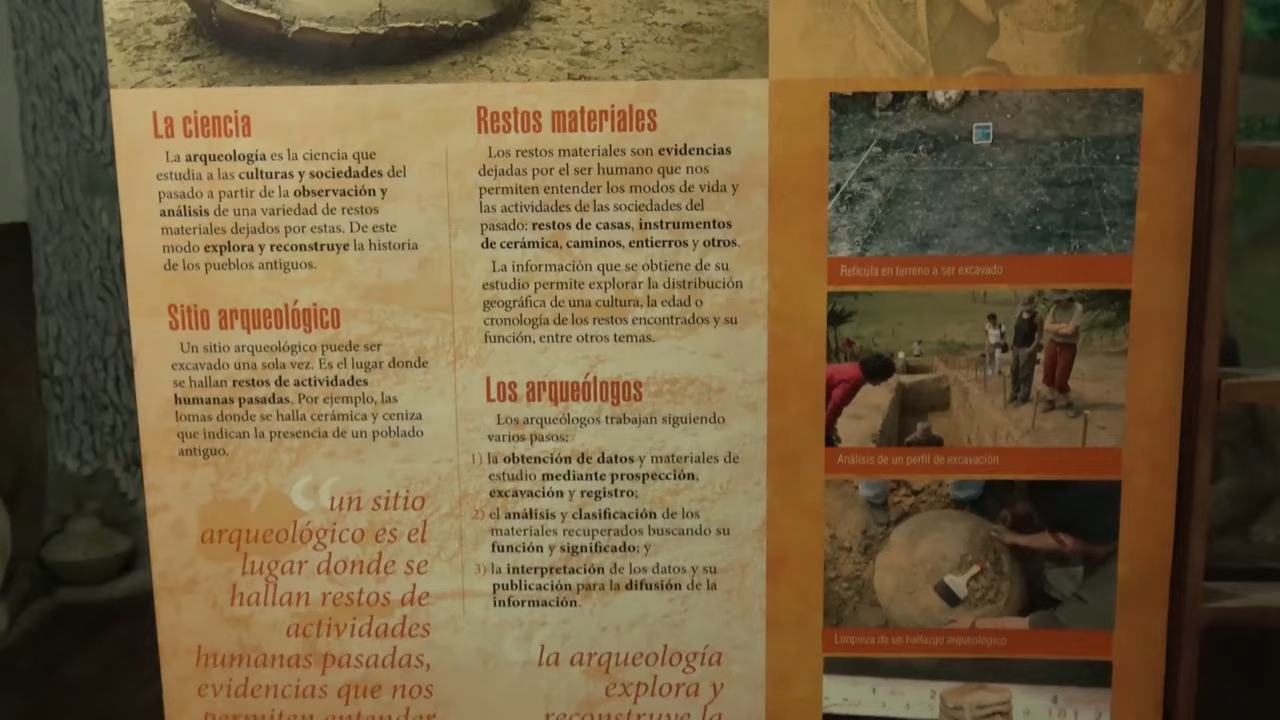 La ciencia
La arqueología es la ciencia que
estudia a las culturas y sociedades del
pasado a partir de la observación y
análisis de una variedad de restos
materiales dejados por estas. De este
modo explora y reconstruye la historia
de los pueblos antiguos.
Sitio arqueológico
Un sitio arqueológico puede ser
excavado una sola vez. Es el lugar donde
se hallan restos de actividades
humanas pasadas. Por ejemplo, las
lomas donde se halla cerámica y ceniza
que indican la presencia de un poblado
antiguo.
“un sitio
arqueológico es el
lugar donde se
hallan restos de
actividades
humanas pasadas,
evidencias que nos
permiten entender
Restos materiales
Los restos materiales son evidencias
dejadas por el ser humano que nos
permiten entender los modos de vida y
las actividades de las sociedades del
pasado: restos de casas, instrumentos
de cerámica, caminos, entierros y otros.
La información que se obtiene de su
estudio permite explorar la distribución
geográfica de una cultura, la edad o
cronología de los restos encontrados y su
función, entre otros temas.
Los arqueólogos
Los arqueólogos trabajan siguiendo
varios pasos:
1) la obtención de datos y materiales de
estudio mediante prospección,
excavación y registro;
2) el análisis y clasificación de los
materiales recuperados buscando su
función y significado; y
3) la interpretación de los datos y su
publicación para la difusión de la
información.
la arqueología
explora y
reconstruye la
Retícula en terreno a ser excavado
Análisis de un perfil de excavación
Limpieza de un hallazgo arqueológico
1 2 4